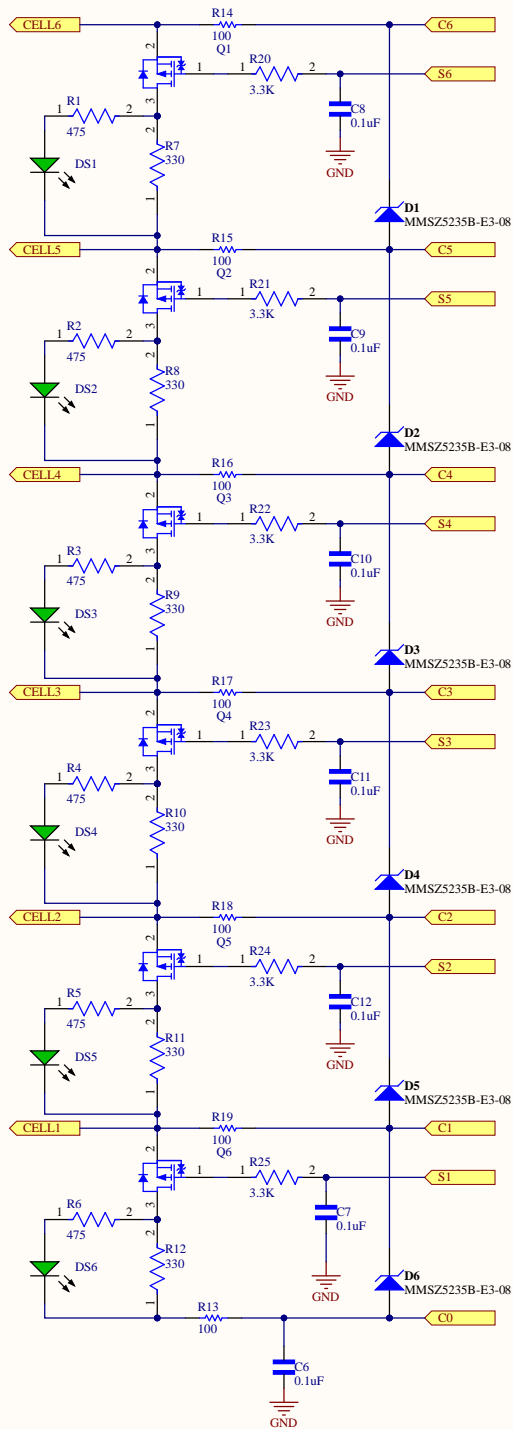 CELL6
R14
100
Q1
C6
2
R20
3.3K
1
1
2
S6
3
C8
0.1uF
GND
R1
475
1
2
2
R7
330
1
DS1
D1
MMSZ5235B-E3-08
CELL5
R15
100
Q2
C5
2
R21
3.3K
1
1
2
S5
3
C9
0.1uF
GND
R2
475
1
2
2
R8
330
1
DS2
D2
MMSZ5235B-E3-08
CELL4
R16
100
Q3
C4
2
R22
3.3K
1
1
2
S4
3
C10
0.1uF
GND
R3
475
1
2
2
R9
330
1
DS3
D3
MMSZ5235B-E3-08
CELL3
R17
100
Q4
C3
2
R23
3.3K
1
1
2
S3
3
C11
0.1uF
GND
R4
475
1
2
2
R10
330
1
DS4
D4
MMSZ5235B-E3-08
CELL2
R18
100
Q5
C2
2
R24
3.3K
1
1
2
S2
3
C12
0.1uF
GND
R5
475
1
2
2
R11
330
1
DS5
D5
MMSZ5235B-E3-08
CELL1
R19
100
Q6
C1
2
R25
3.3K
1
1
2
S1
3
C7
0.1uF
GND
R6
475
1
2
2
R12
330
1
DS6
D6
MMSZ5235B-E3-08
R13
100
C0
C6
0.1uF
GND